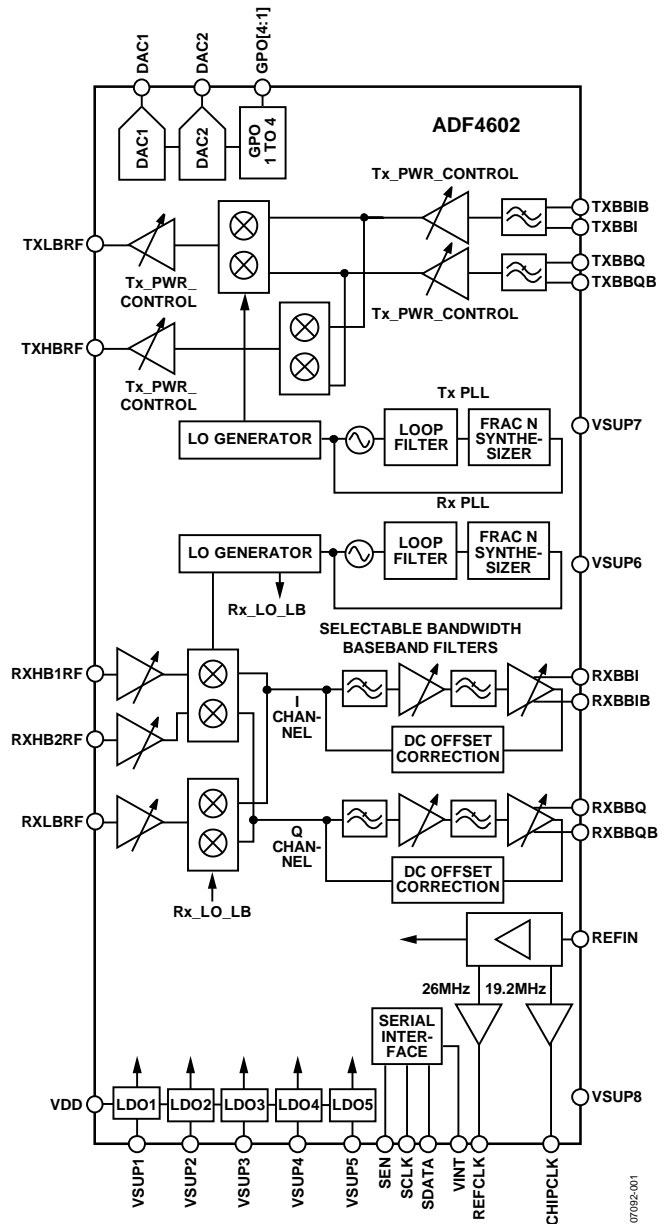 DAC1
DAC2
GPO[4:1]
DAC1
DAC2
GPO
1 TO 4
ADF4602
Tx_PWR_CONTROL
TXBBIB
TXBBI
TXLBRF
Tx_PWR_
CONTROL
TXBBQ
TXBBQB
Tx_PWR_CONTROL
TXHBRF
Tx_PWR_
CONTROL
Tx PLL
LO GENERATOR
LOOP
FILTER
FRAC N
SYNTHE-
SIZER
VSUP7
Rx PLL
LO GENERATOR
LOOP
FILTER
FRAC N
SYNTHE-
SIZER
VSUP6
Rx_LO_LB
SELECTABLE BANDWIDTH
BASEBAND FILTERS
RXHB1RF
RXBBI
RXBBIB
I
CHAN-
NEL
RXHB2RF
DC OFFSET
CORRECTION
RXLBRF
RXBBQ
RXBBQB
Q
CHAN-
NEL
DC OFFSET
CORRECTION
Rx_LO_LB
REFIN
26MHz
19.2MHz
SERIAL
INTER-
FACE
VDD
LDO1
LDO2
LDO3
LDO4
LDO5
VSUP8
VSUP1
VSUP2
VSUP3
VSUP4
VSUP5
SEN
SCLK
SDATA
VINT
REFCLK
CHIPCLK
07092-001